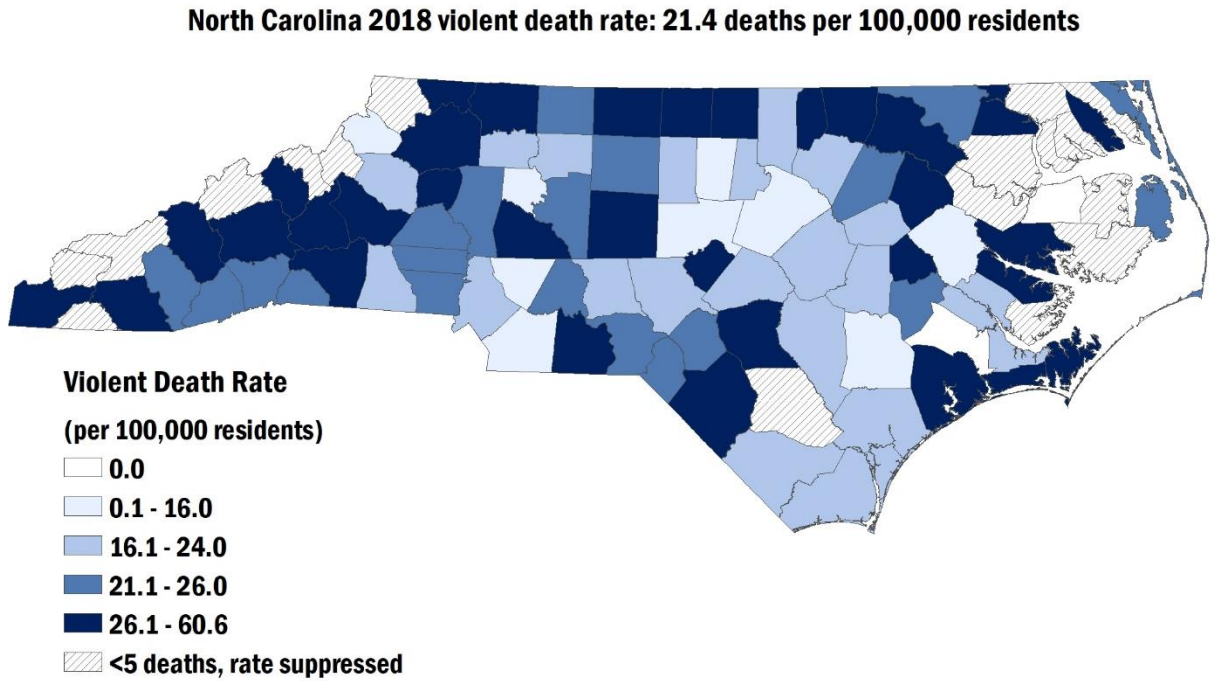 North Carolina 2018 violent death rate: 21.4 deaths per 100,000 residents
Violent Death Rate
(per 100,000 residents)
0.0
0.1 - 16.0
16.1 - 24.0
21.1 - 26.0
26.1 - 60.6
<5 deaths, rate suppressed